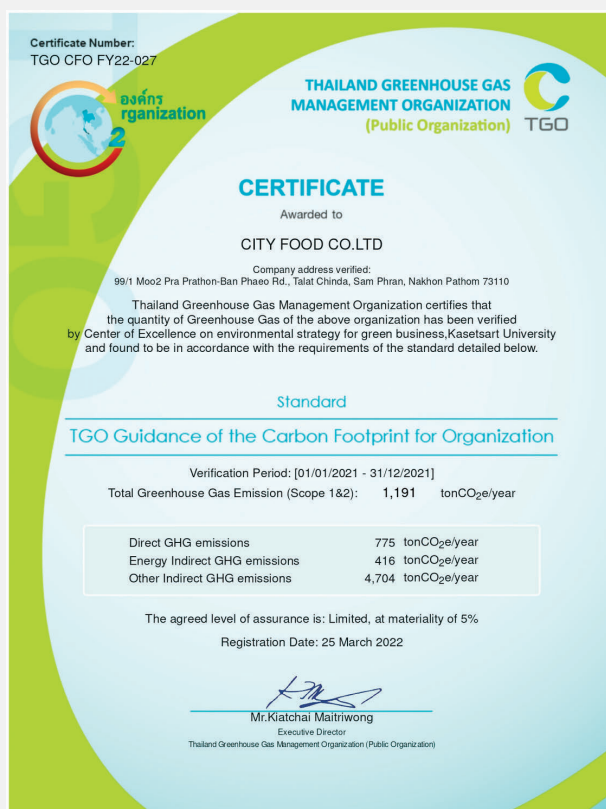 Certificate Number:
TGO CFO FY22-027
องค์กร
rganization
2
THAILAND GREENHOUSE GAS
MANAGEMENT ORGANIZATION
(Public Organization)
TGO
CERTIFICATE
Awarded to
CITY FOOD CO.LTD
Company address verified:
99/1 Moo2 Pra Prathon-Ban Phaeo Rd., Talat Chinda, Sam Phran, Nakhon Pathom 73110
Thailand Greenhouse Gas Management Organization certifies that
the quantity of Greenhouse Gas of the above organization has been verified
by Center of Excellence on environmental strategy for green business,Kasetsart University
and found to be in accordance with the requirements of the standard detailed below.
Standard
TGO Guidance of the Carbon Footprint for Organization
Verification Period: [01/01/2021 - 31/12/2021]
Total Greenhouse Gas Emission (Scope 1&2): 1,191 tonCO2e/year
Direct GHG emissions 775 tonCO2e/year
Energy Indirect GHG emissions 416 tonCO2e/year
Other Indirect GHG emissions 4,704 tonCO2e/year
The agreed level of assurance is: Limited, at materiality of 5%
Registration Date: 25 March 2022
Mr.Kiatchai Maitriwong
Executive Director
Thailand Greenhouse Gas Management Organization (Public Organization)